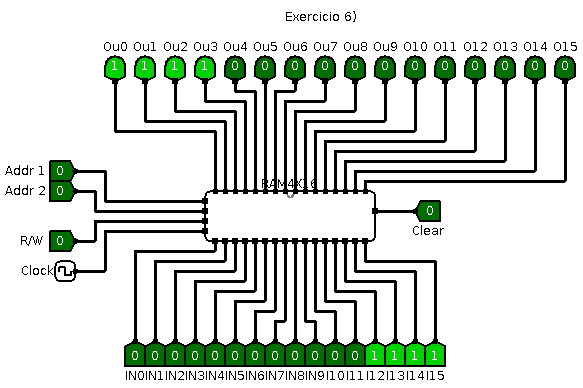 Exercicio 6)
Ou0 Ou1 Ou2 Ou3 Ou4 Ou5 Ou6 Ou7 Ou8 Ou9 O10 O11 O12 O13 O14 O15
1 1 1 1 0 0 0 0 0 0 0 0 0 0 0 0
Addr 1 0
RAM4X16
Addr 2 0
0
Clear
R/W 0
Clock
0 0 0 0 0 0 0 0 0 0 0 0 1 1 1 1
IN0 IN1 IN2 IN3 IN4 IN5 IN6 IN7 IN8 IN9 I10 I11 I12 I13 I14 I15